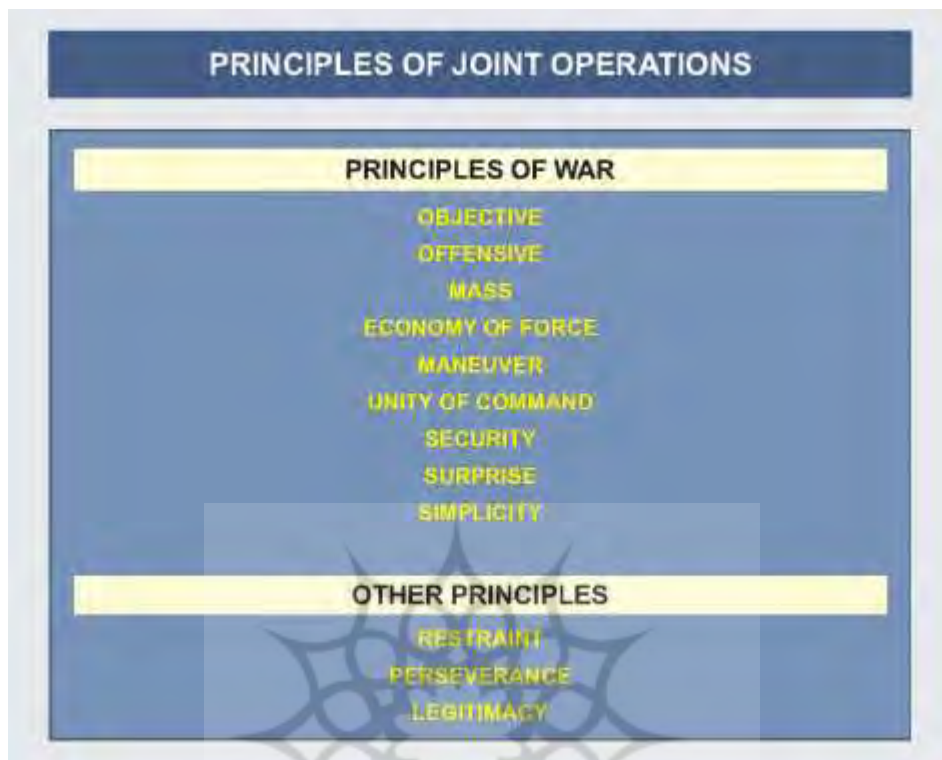 PRINCIPLES OF JOINT OPERATIONS
PRINCIPLES OF WAR
OBJECTIVE
OFFENSIVE
MASS
ECONOMY OF FORCE
MANEUVER
UNITY OF COMMAND
SECURITY
SURPRISE
SIMPLICITY
OTHER PRINCIPLES
RESTRAINT
PERSEVERANCE
LEGITIMACY